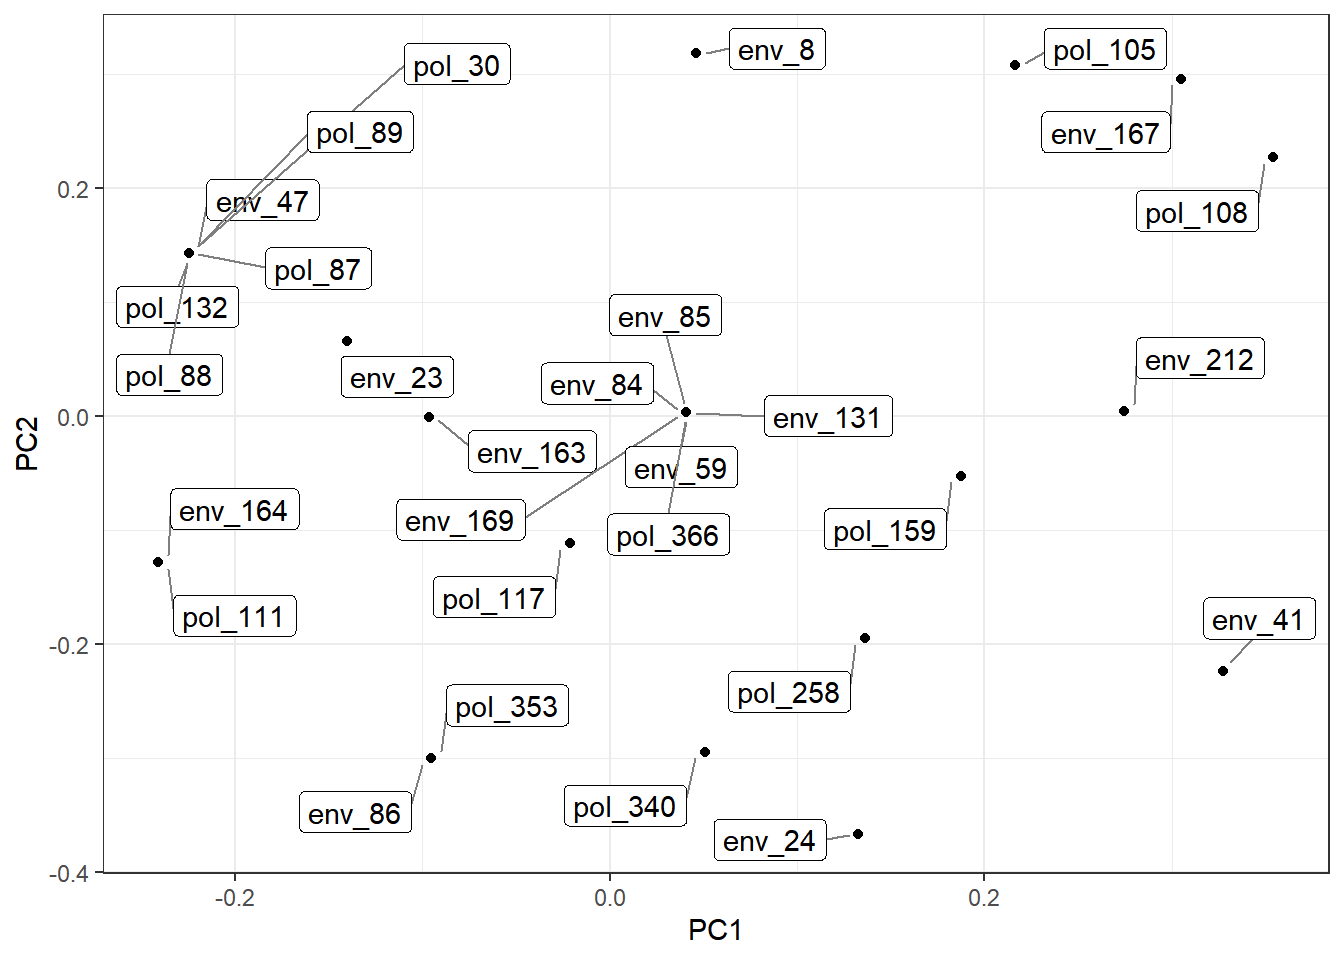 env_8
pol_105
pol_30
pol_89
env_167
0.2
env_47
pol_108
pol_87
pol_132
env_85
env_212
pol_88
env_23
env_84
0.0
env_131
PC2
env_163
env_59
env_164
env_169
pol_366
pol_159
pol_117
pol_111
env_41
-0.2
pol_258
pol_353
env_86
pol_340
env_24
-0.4
-0.2
0.0
0.2
PC1